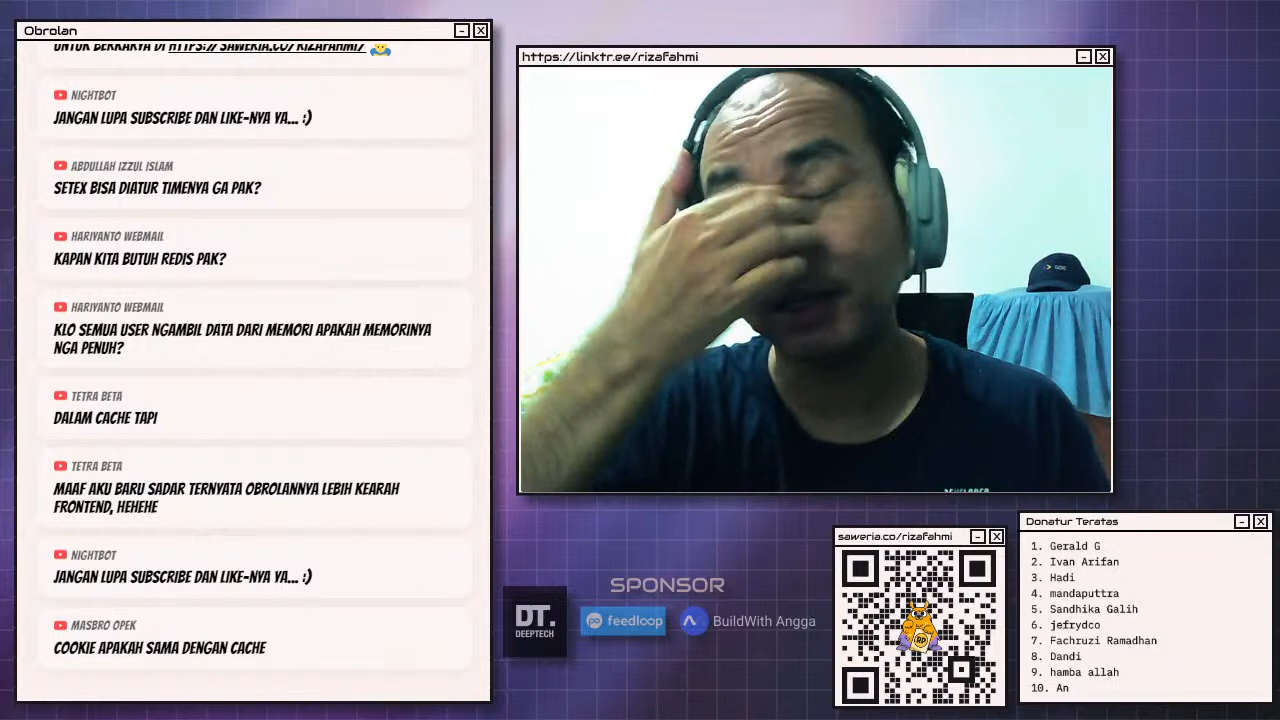 Obrolan
UNTUK BERKARYA DI HTTPS://SAWERIA.CO/RIZAFAHMI7
NIGHTBOT
JANGAN LUPA SUBSCRIBE DAN LIKE-NYA YA... :)
ABDULLAH IZZUL ISLAM
SETEX BISA DIATUR TIMENYA GA PAK?
HARIYANTO WEBMAIL
KAPAN KITA BUTUH REDIS PAK?
HARIYANTO WEBMAIL
KLO SEMUA USER NGAMBIL DATA DARI MEMORI APAKAH MEMORINYA
NGA PENUH?
TETRA BETA
DALAM CACHE TAPI
TETRA BETA
MAAF AKU BARU SADAR TERNYATA OBROLANNYA LEBIH KEARAH
FRONTEND, HEHEHE
NIGHTBOT
JANGAN LUPA SUBSCRIBE DAN LIKE-NYA YA... :)
MASBRO OPEK
COOKIE APAKAH SAMA DENGAN CACHE
https://linktr.ee/rizafahmi
SPONSOR
DT.
DEEPTECH
feedloop
BuildWith Angga
saweria.co/rizafahmi
RP
Donatur Teratas
1. Gerald G
2. Ivan Arifan
3. Hadi
4. mandaputtra
5. Sandhika Galih
6. jefrydco
7. Fachruzi Ramadhan
8. Dandi
9. hamba allah
10. An